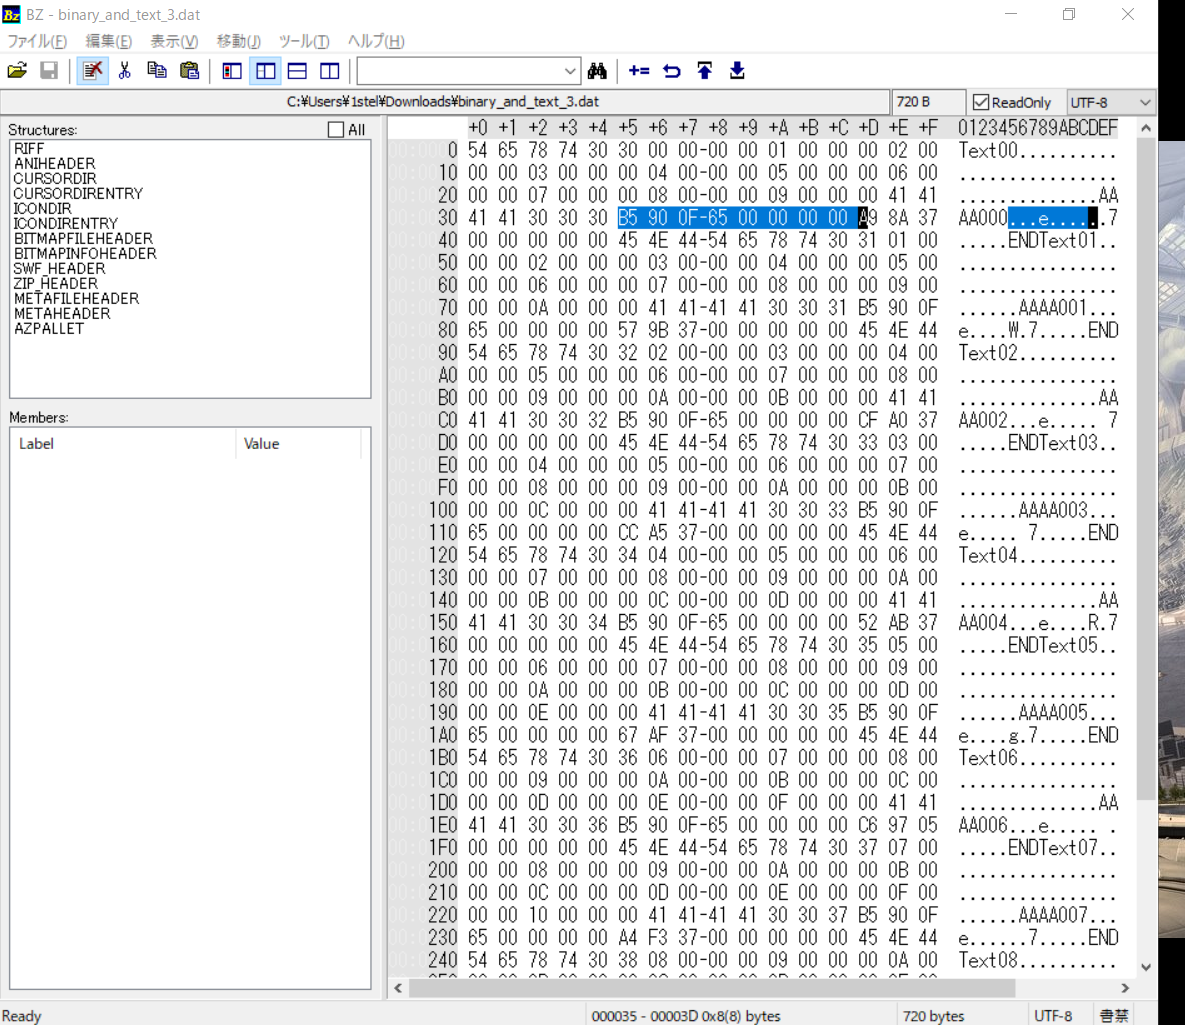 BZ - binary_and_text_3.dat
ファイル(F) 編集(E) 表示(V) 移動(J) ツール(T) ヘルプ(H)
C:¥Users¥1stel¥Downloads¥binary_and_text_3.dat 720 B ReadOnly UTF-8
Structures: All
RIFF
ANIHEADER
CURSORDIR
CURSORDIRENTRY
ICONDIR
ICONDIRENTRY
BITMAPFILEHEADER
BITMAPINFOHEADER
SWF_HEADER
ZIP_HEADER
METAFILEHEADER
METAHEADER
AZPALLET
Members:
Label Value
+0 +1 +2 +3 +4 +5 +6 +7 +8 +9 +A +B +C +D +E +F 0123456789ABCDEF
0 54 65 78 74 30 30 00 00-00 00 01 00 00 00 02 00 Text00..........
10 00 00 03 00 00 00 04 00-00 00 05 00 00 00 06 00 ................
20 00 00 07 00 00 00 08 00-00 00 09 00 00 00 41 41 ..............AA
30 41 41 30 30 30 B5 90 0F-65 00 00 00 00 A9 8A 37 AA000...e......7
40 00 00 00 00 00 45 4E 44-54 65 78 74 30 31 01 00 .....ENDText01..
50 00 00 02 00 00 00 03 00-00 00 04 00 00 00 05 00 ................
60 00 00 06 00 00 00 07 00-00 00 08 00 00 00 09 00 ................
70 00 00 0A 00 00 00 41 41-41 41 30 30 31 B5 90 0F ......AAAA001...
80 65 00 00 00 00 57 9B 37-00 00 00 00 00 45 4E 44 e....W.7.....END
90 54 65 78 74 30 32 02 00-00 00 03 00 00 00 04 00 Text02..........
A0 00 00 05 00 00 00 06 00-00 00 07 00 00 00 08 00 ................
B0 00 00 09 00 00 00 0A 00-00 00 0B 00 00 00 41 41 ..............AA
C0 41 41 30 30 32 B5 90 0F-65 00 00 00 00 CF A0 37 AA002...e..... 7
D0 00 00 00 00 00 45 4E 44-54 65 78 74 30 33 03 00 .....ENDText03..
E0 00 00 04 00 00 00 05 00-00 00 06 00 00 00 07 00 ................
F0 00 00 08 00 00 00 09 00-00 00 0A 00 00 00 0B 00 ................
100 00 00 0C 00 00 00 41 41-41 41 30 30 33 B5 90 0F ......AAAA003...
110 65 00 00 00 00 CC A5 37-00 00 00 00 00 45 4E 44 e..... 7.....END
120 54 65 78 74 30 34 04 00-00 00 05 00 00 00 06 00 Text04..........
130 00 00 07 00 00 00 08 00-00 00 09 00 00 00 0A 00 ................
140 00 00 0B 00 00 00 0C 00-00 00 0D 00 00 00 41 41 ..............AA
150 41 41 30 30 34 B5 90 0F-65 00 00 00 00 52 AB 37 AA004...e....R.7
160 00 00 00 00 00 45 4E 44-54 65 78 74 30 35 05 00 .....ENDText05..
170 00 00 06 00 00 00 07 00-00 00 08 00 00 00 09 00 ................
180 00 00 0A 00 00 00 0B 00-00 00 0C 00 00 00 0D 00 ................
190 00 00 0E 00 00 00 41 41-41 41 30 30 35 B5 90 0F ......AAAA005...
1A0 65 00 00 00 00 67 AF 37-00 00 00 00 00 45 4E 44 e....g.7.....END
1B0 54 65 78 74 30 36 06 00-00 00 07 00 00 00 08 00 Text06..........
1C0 00 00 09 00 00 00 0A 00-00 00 0B 00 00 00 0C 00 ................
1D0 00 00 0D 00 00 00 0E 00-00 00 0F 00 00 00 41 41 ..............AA
1E0 41 41 30 30 36 B5 90 0F-65 00 00 00 00 C6 97 05 AA006...e..... .
1F0 00 00 00 00 00 45 4E 44-54 65 78 74 30 37 07 00 .....ENDText07..
200 00 00 08 00 00 00 09 00-00 00 0A 00 00 00 0B 00 ................
210 00 00 0C 00 00 00 0D 00-00 00 0E 00 00 00 0F 00 ................
220 00 00 10 00 00 00 41 41-41 41 30 30 37 B5 90 0F ......AAAA007...
230 65 00 00 00 00 A4 F3 37-00 00 00 00 00 45 4E 44 e......7.....END
240 54 65 78 74 30 38 08 00-00 00 09 00 00 00 0A 00 Text08..........
Ready 000035 - 00003D 0x8(8) bytes 720 bytes UTF-8 書禁